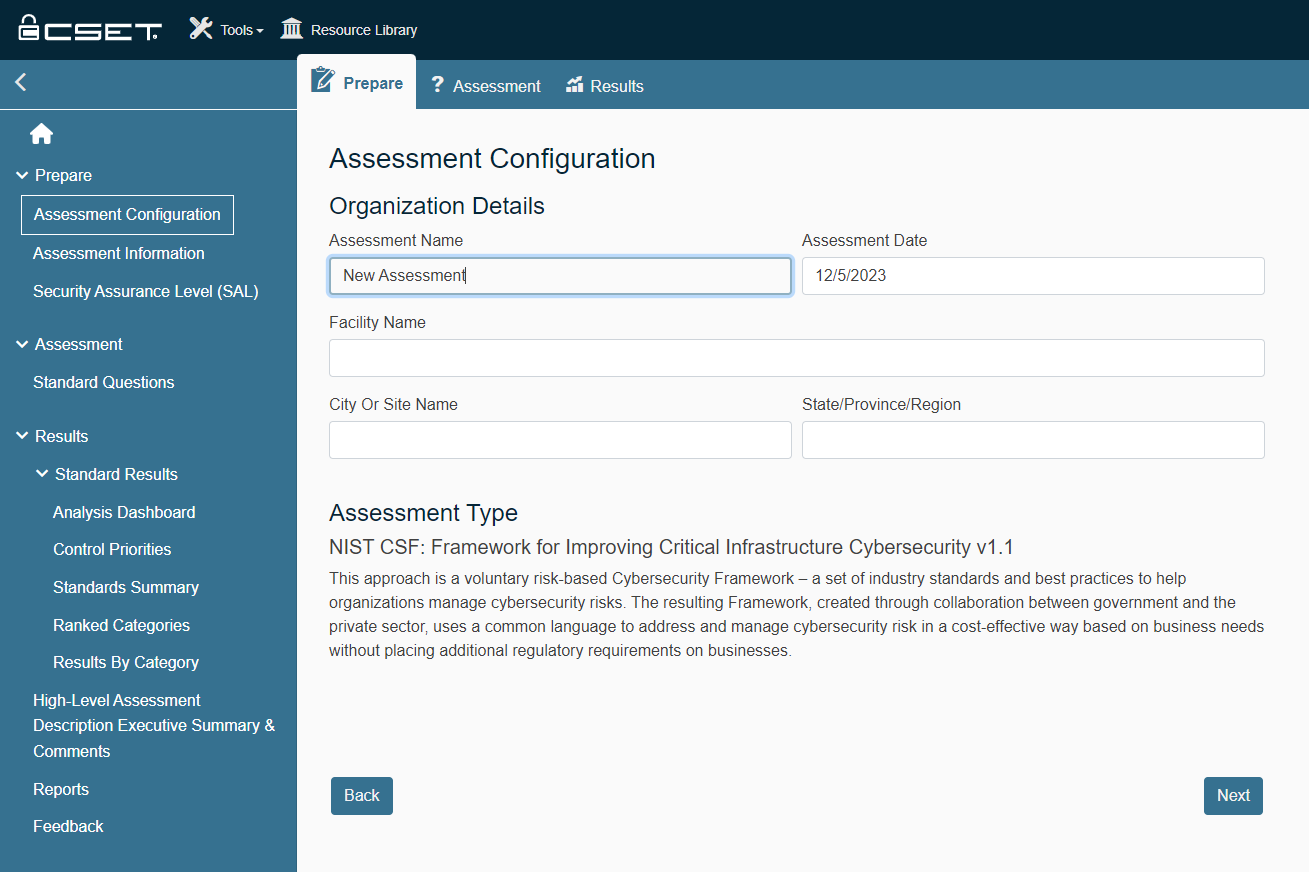 CSET
Tools
Resource Library
Prepare
Assessment
Results
Prepare
Assessment Configuration
Assessment Information
Security Assurance Level (SAL)
Assessment
Standard Questions
Results
Standard Results
Analysis Dashboard
Control Priorities
Standards Summary
Ranked Categories
Results By Category
High-Level Assessment
Description Executive Summary &
Comments
Reports
Feedback
Assessment Configuration
Organization Details
Assessment Name
Assessment Date
New Assessment
12/5/2023
Facility Name
City Or Site Name
State/Province/Region
Assessment Type
NIST CSF: Framework for Improving Critical Infrastructure Cybersecurity v1.1
This approach is a voluntary risk-based Cybersecurity Framework – a set of industry standards and best practices to help
organizations manage cybersecurity risks. The resulting Framework, created through collaboration between government and the
private sector, uses a common language to address and manage cybersecurity risk in a cost-effective way based on business needs
without placing additional regulatory requirements on businesses.
Back
Next